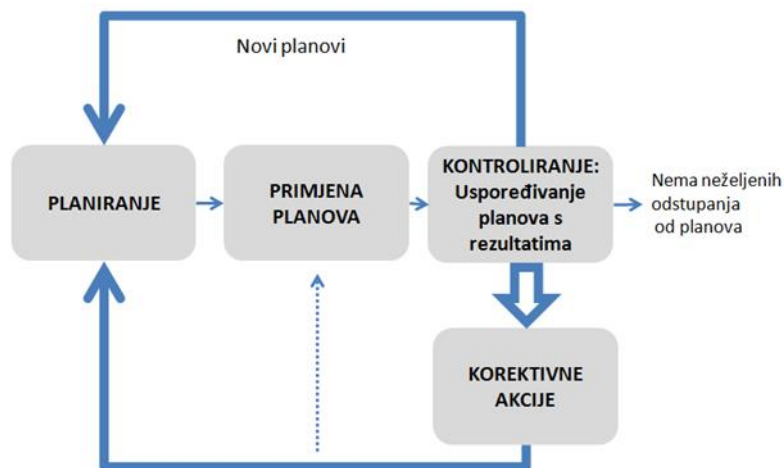 Novi planovi
PLANIRANJE
PRIMJENA
PLANOVA
KONTROLIRANJE:
Uspoređivanje
planova s
rezultatima
Nema neželjenih
odstupanja
od planova
KOREKTIVNE
AKCIJE